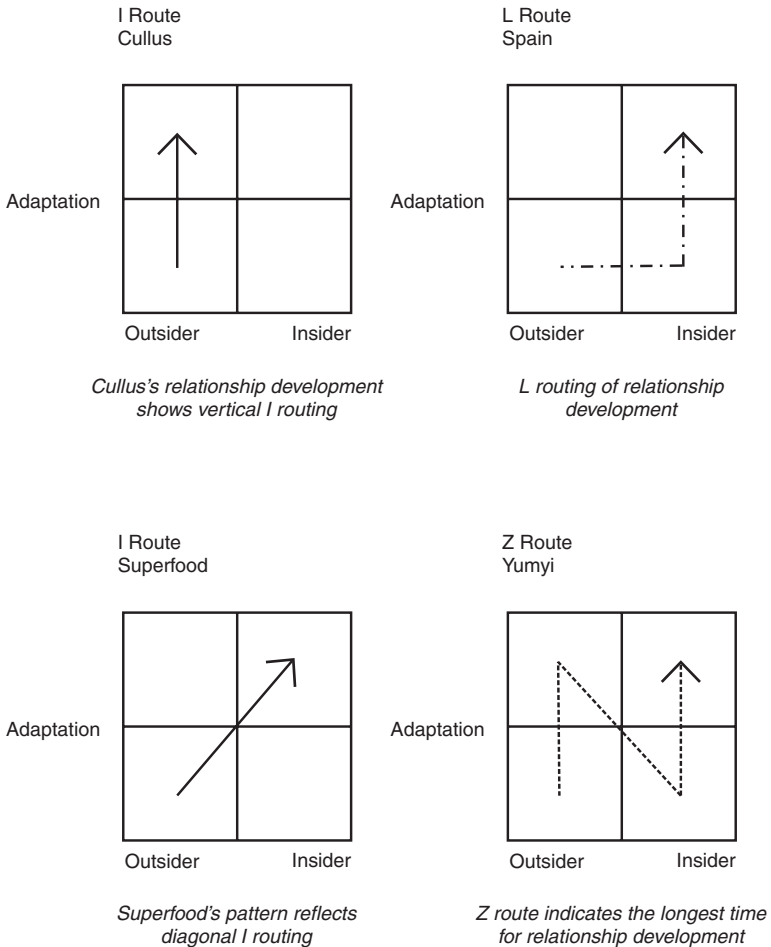 I Route
Cullus
Adaptation
Outsider
Insider
Cullus's relationship development
shows vertical I routing
L Route
Spain
Adaptation
Outsider
Insider
L routing of relationship
development
I Route
Superfood
Adaptation
Outsider
Insider
Superfood's pattern reflects
diagonal I routing
Z Route
Yumyi
Adaptation
Outsider
Insider
Z route indicates the longest time
for relationship development